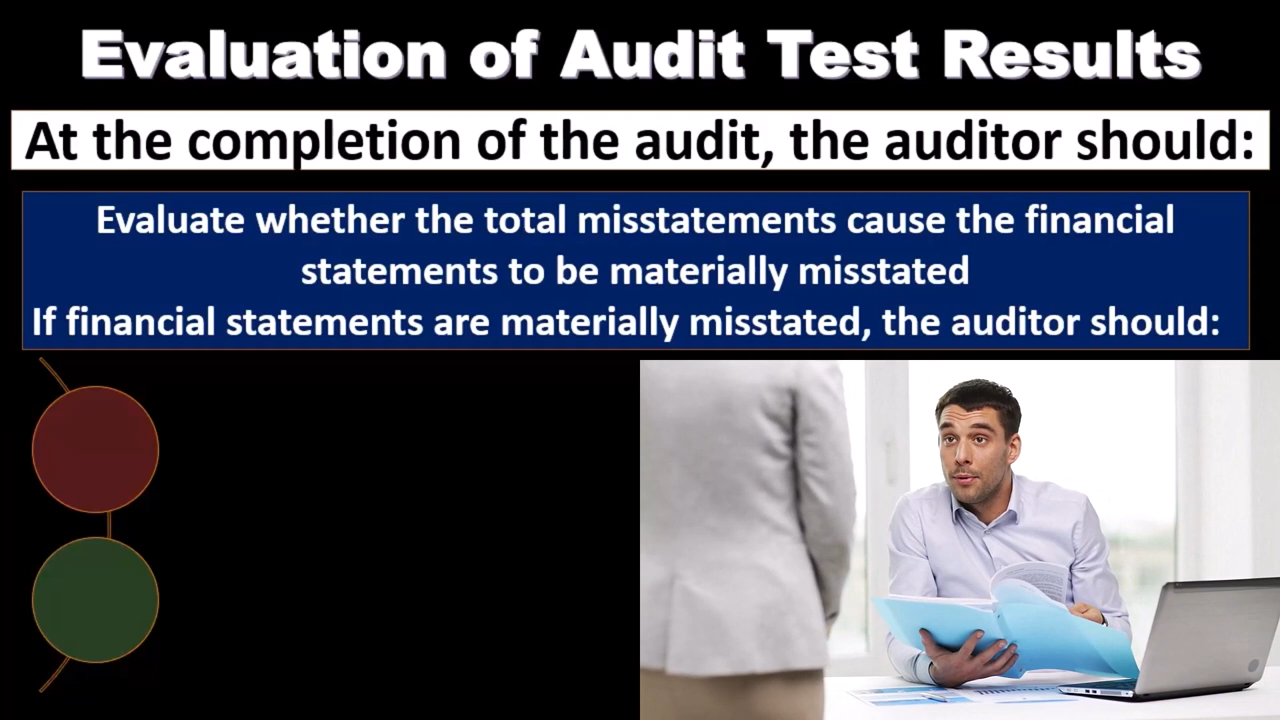 Evaluation of Audit Test Results
At the completion of the audit, the auditor should:
Evaluate whether the total misstatements cause the financial
statements to be materially misstated
If financial statements are materially misstated, the auditor should: